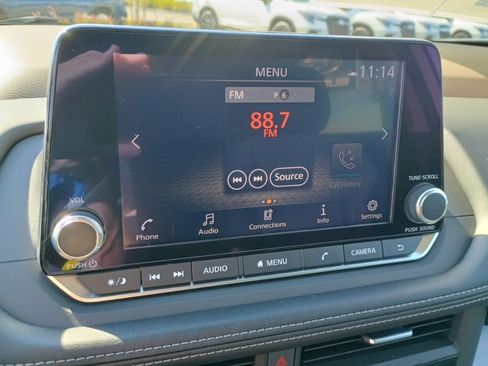 MENU
11:14
FM
P 6
88.7
FM
Source
Call History
Phone
Audio
Connections
Info
Settings
VOL
TUNE-SCROLL
PUSH
PUSH SOUND
AUDIO
MENU
CAMERA